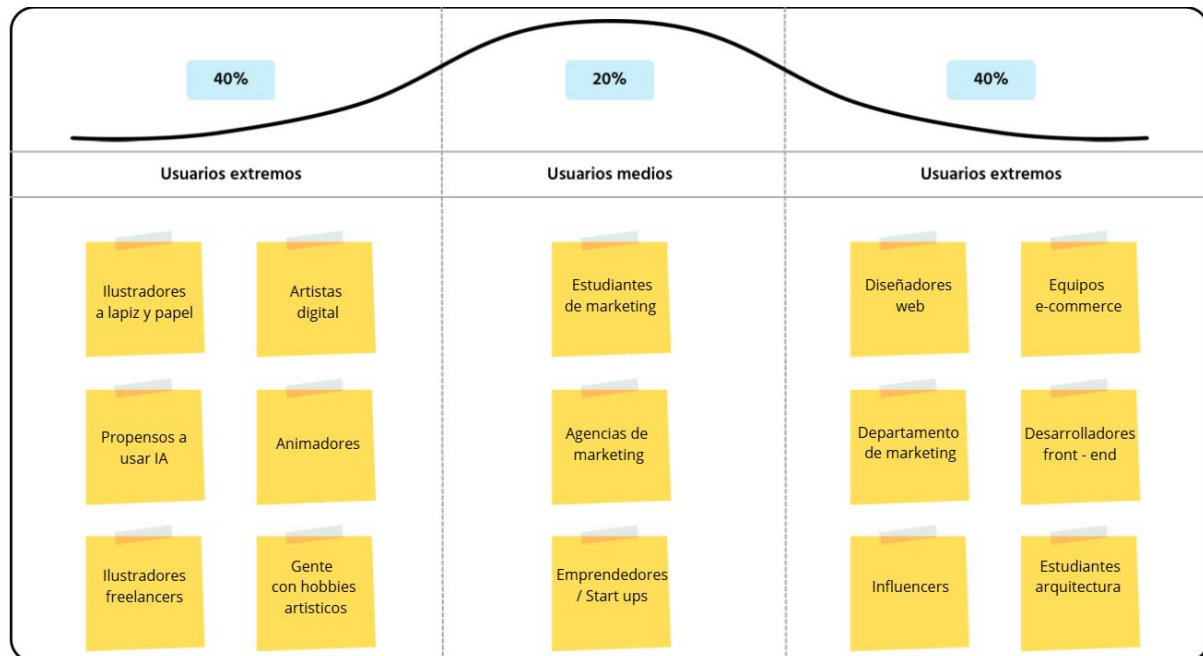 40%
20%
40%
Usuarios extremos
Usuarios medios
Usuarios extremos
Ilustradores
a lapiz y papel
Artistas
digital
Propensos a
usar IA
Animadores
Ilustradores
freelancers
Gente
con hobbies
artisticos
Estudiantes
de marketing
Agencias de
marketing
Emprendedores
/ Start ups
Diseñadores
web
Equipos
e-commerce
Departamento
de marketing
Desarrolladores
front - end
Influencers
Estudiantes
arquitectura